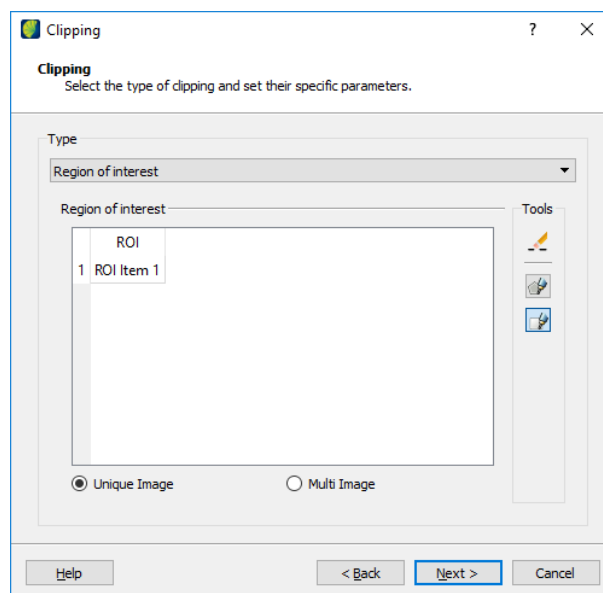 Clipping ?
Clipping
Select the type of clipping and set their specific parameters.
Type
Region of interest
Region of interest Tools
ROI
1 ROI Item 1
Unique Image Multi Image
Help < Back Next > Cancel